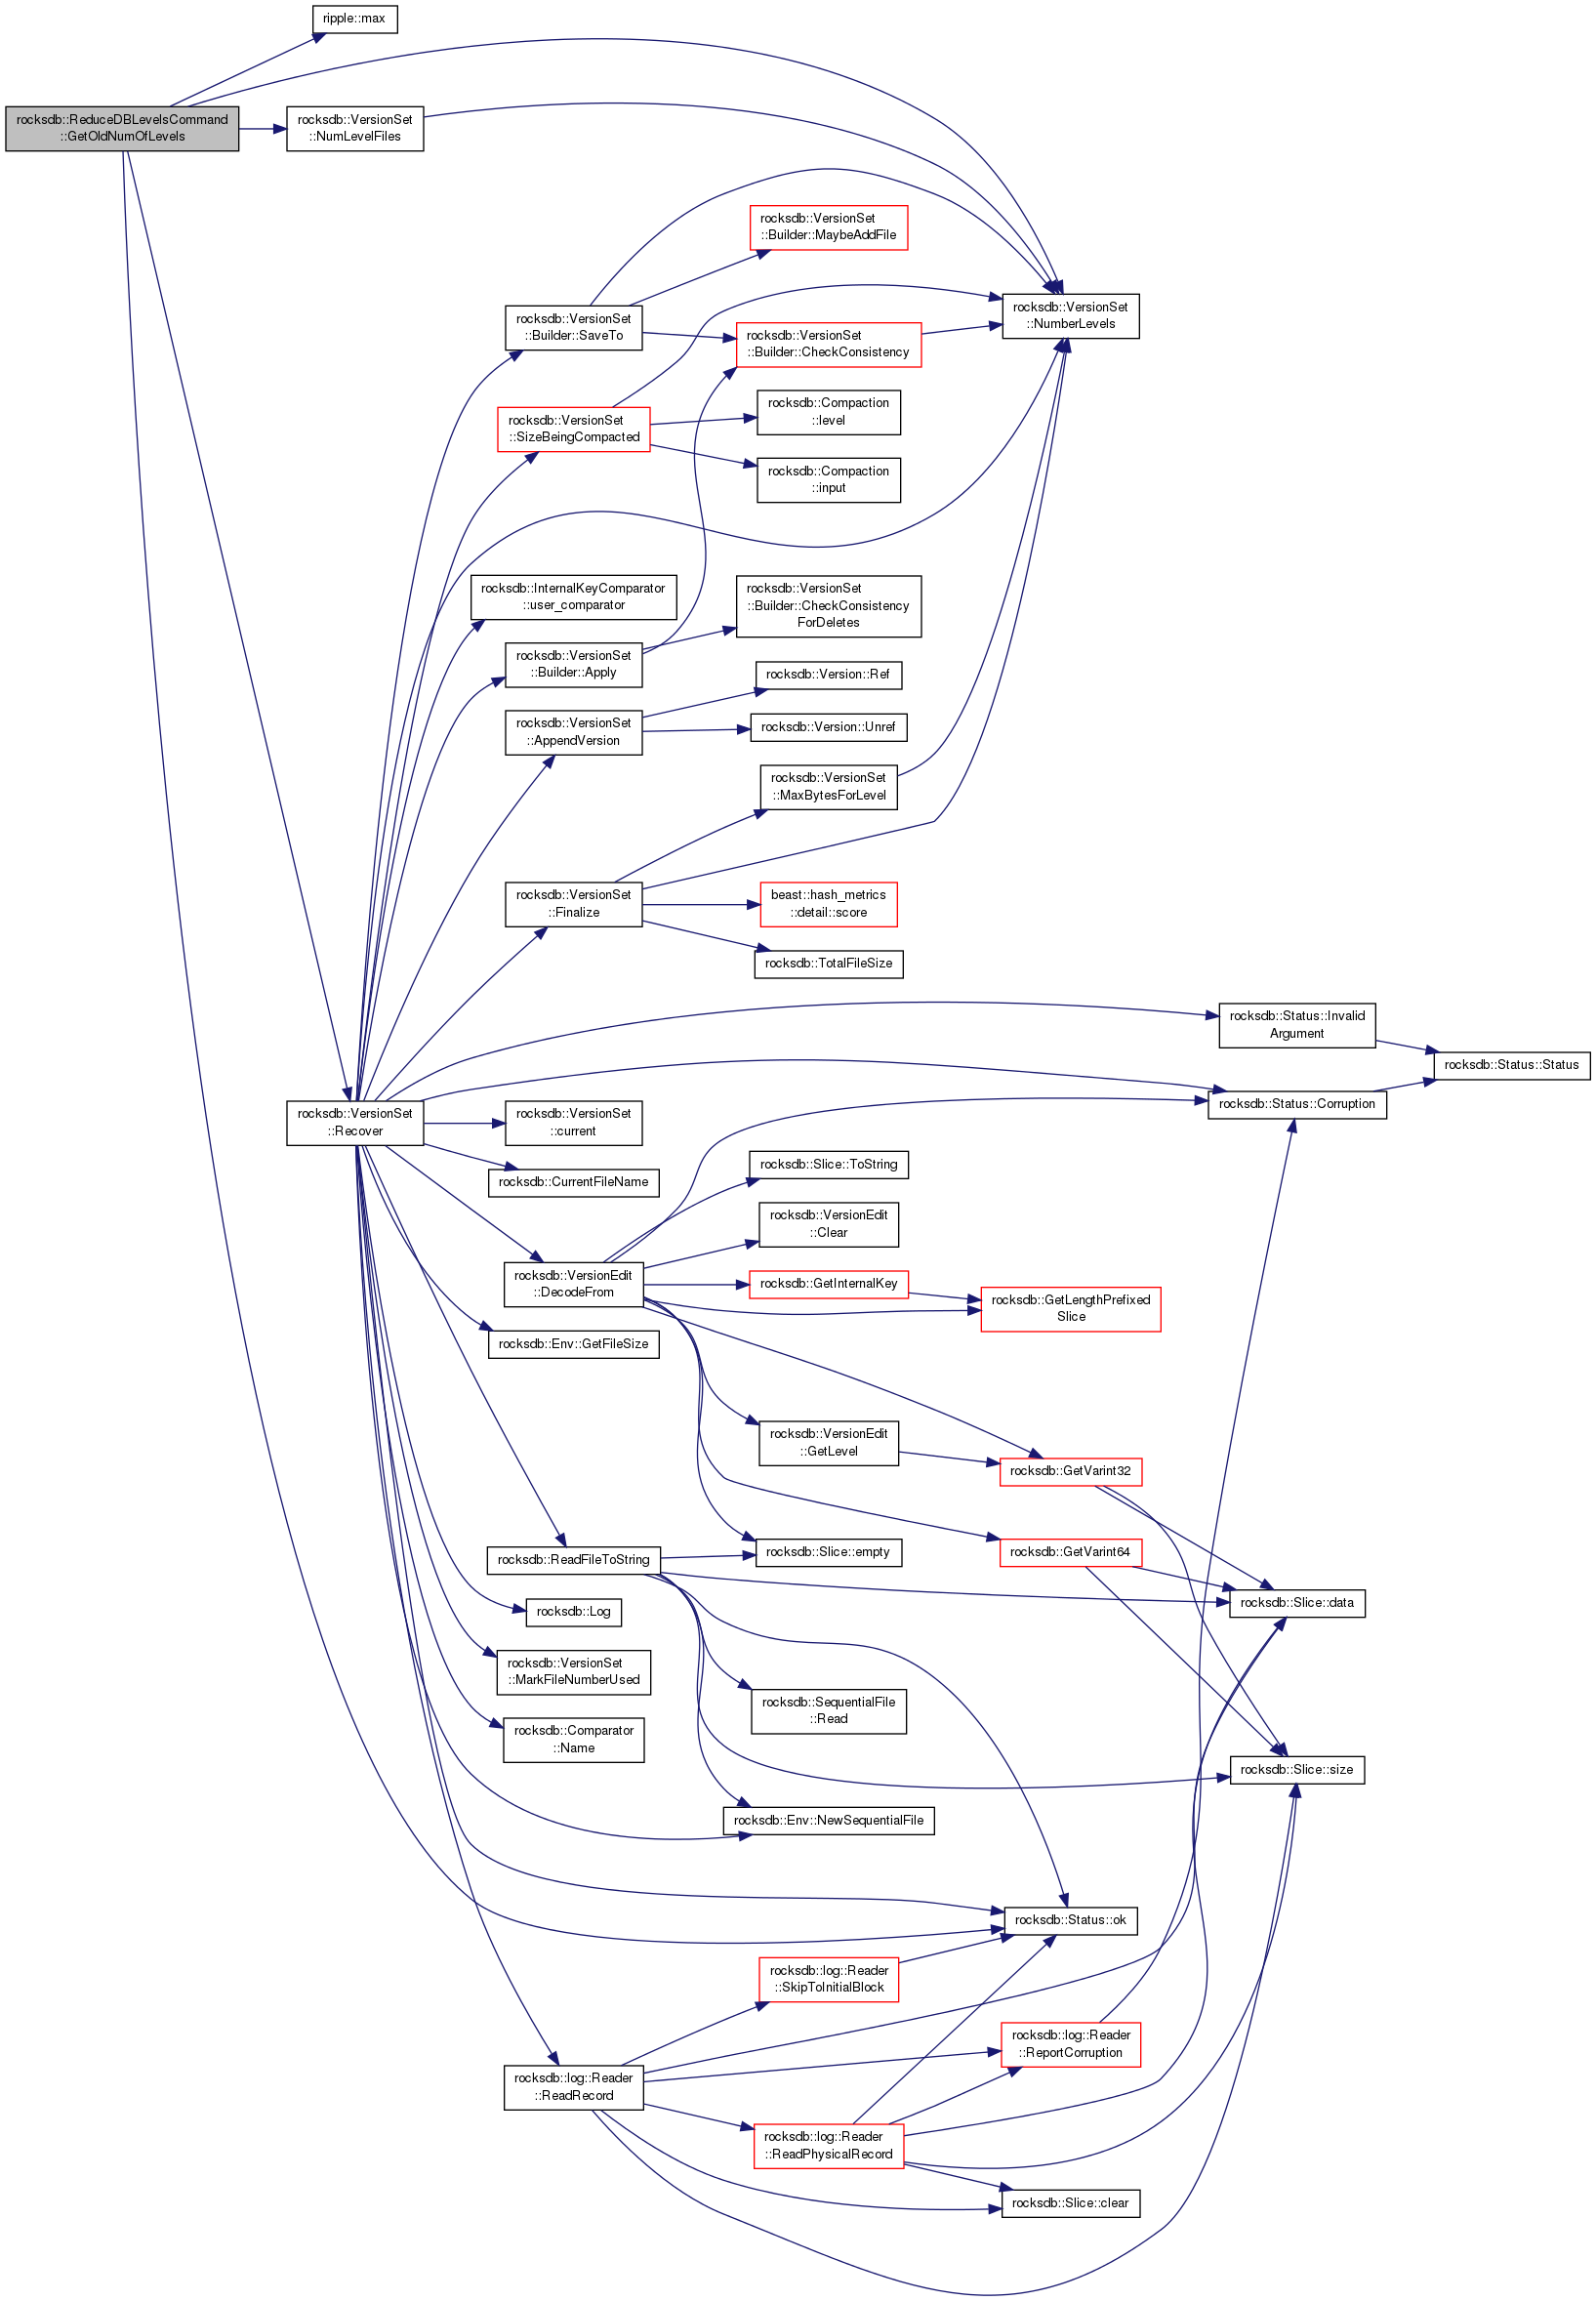 ripple::max
rocksdb::ReduceDBLevelsCommand
::GetOldNumOfLevels
rocksdb::VersionSet
::NumLevelFiles
rocksdb::VersionSet
::Builder::MaybeAddFile
rocksdb::VersionSet
::NumberLevels
rocksdb::VersionSet
::Builder::SaveTo
rocksdb::VersionSet
::Builder::CheckConsistency
rocksdb::Compaction
::level
rocksdb::VersionSet
::SizeBeingCompacted
rocksdb::Compaction
::input
rocksdb::InternalKeyComparator
::user_comparator
rocksdb::VersionSet
::Builder::CheckConsistency
ForDeletes
rocksdb::VersionSet
::Builder::Apply
rocksdb::Version::Ref
rocksdb::VersionSet
::AppendVersion
rocksdb::Version::Unref
rocksdb::VersionSet
::MaxBytesForLevel
rocksdb::VersionSet
::Finalize
beast::hash_metrics
::detail::score
rocksdb::TotalFileSize
rocksdb::Status::Invalid
Argument
rocksdb::Status::Status
rocksdb::Status::Corruption
rocksdb::VersionSet
::Recover
rocksdb::VersionSet
::current
rocksdb::CurrentFileName
rocksdb::Slice::ToString
rocksdb::VersionEdit
::Clear
rocksdb::VersionEdit
::DecodeFrom
rocksdb::GetInternalKey
rocksdb::GetLengthPrefixed
Slice
rocksdb::Env::GetFileSize
rocksdb::VersionEdit
::GetLevel
rocksdb::GetVarint32
rocksdb::ReadFileToString
rocksdb::Slice::empty
rocksdb::GetVarint64
rocksdb::Log
rocksdb::Slice::data
rocksdb::VersionSet
::MarkFileNumberUsed
rocksdb::SequentialFile
::Read
rocksdb::Comparator
::Name
rocksdb::Slice::size
rocksdb::Env::NewSequentialFile
rocksdb::Status::ok
rocksdb::log::Reader
::SkipToInitialBlock
rocksdb::log::Reader
::ReportCorruption
rocksdb::log::Reader
::ReadRecord
rocksdb::log::Reader
::ReadPhysicalRecord
rocksdb::Slice::clear